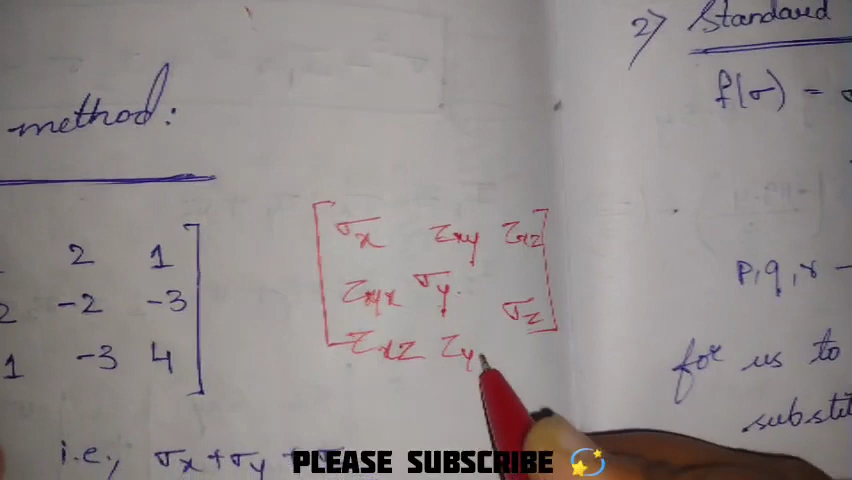 method:
2 1
2 -2 -3
1 -3 4
i.e., σx + σy +
σx τxy τxz
τyx σy
σz
τxz τy
2) Standard
f(σ) =
p, q, r -
for us to
substit
PLEASE SUBSCRIBE 💫